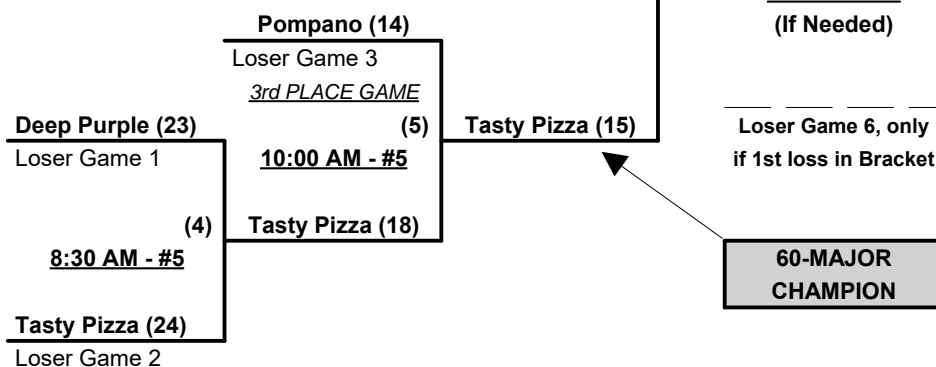 Pompano (14)
(If Needed)
Loser Game 3
3rd PLACE GAME
Deep Purple (23)
(5)
Tasty Pizza (15)
Loser Game 6, only
Loser Game 1
10:00 AM - #5
if 1st loss in Bracket
(4)
Tasty Pizza (18)
8:30 AM - #5
60-MAJOR
CHAMPION
Tasty Pizza (24)
Loser Game 2